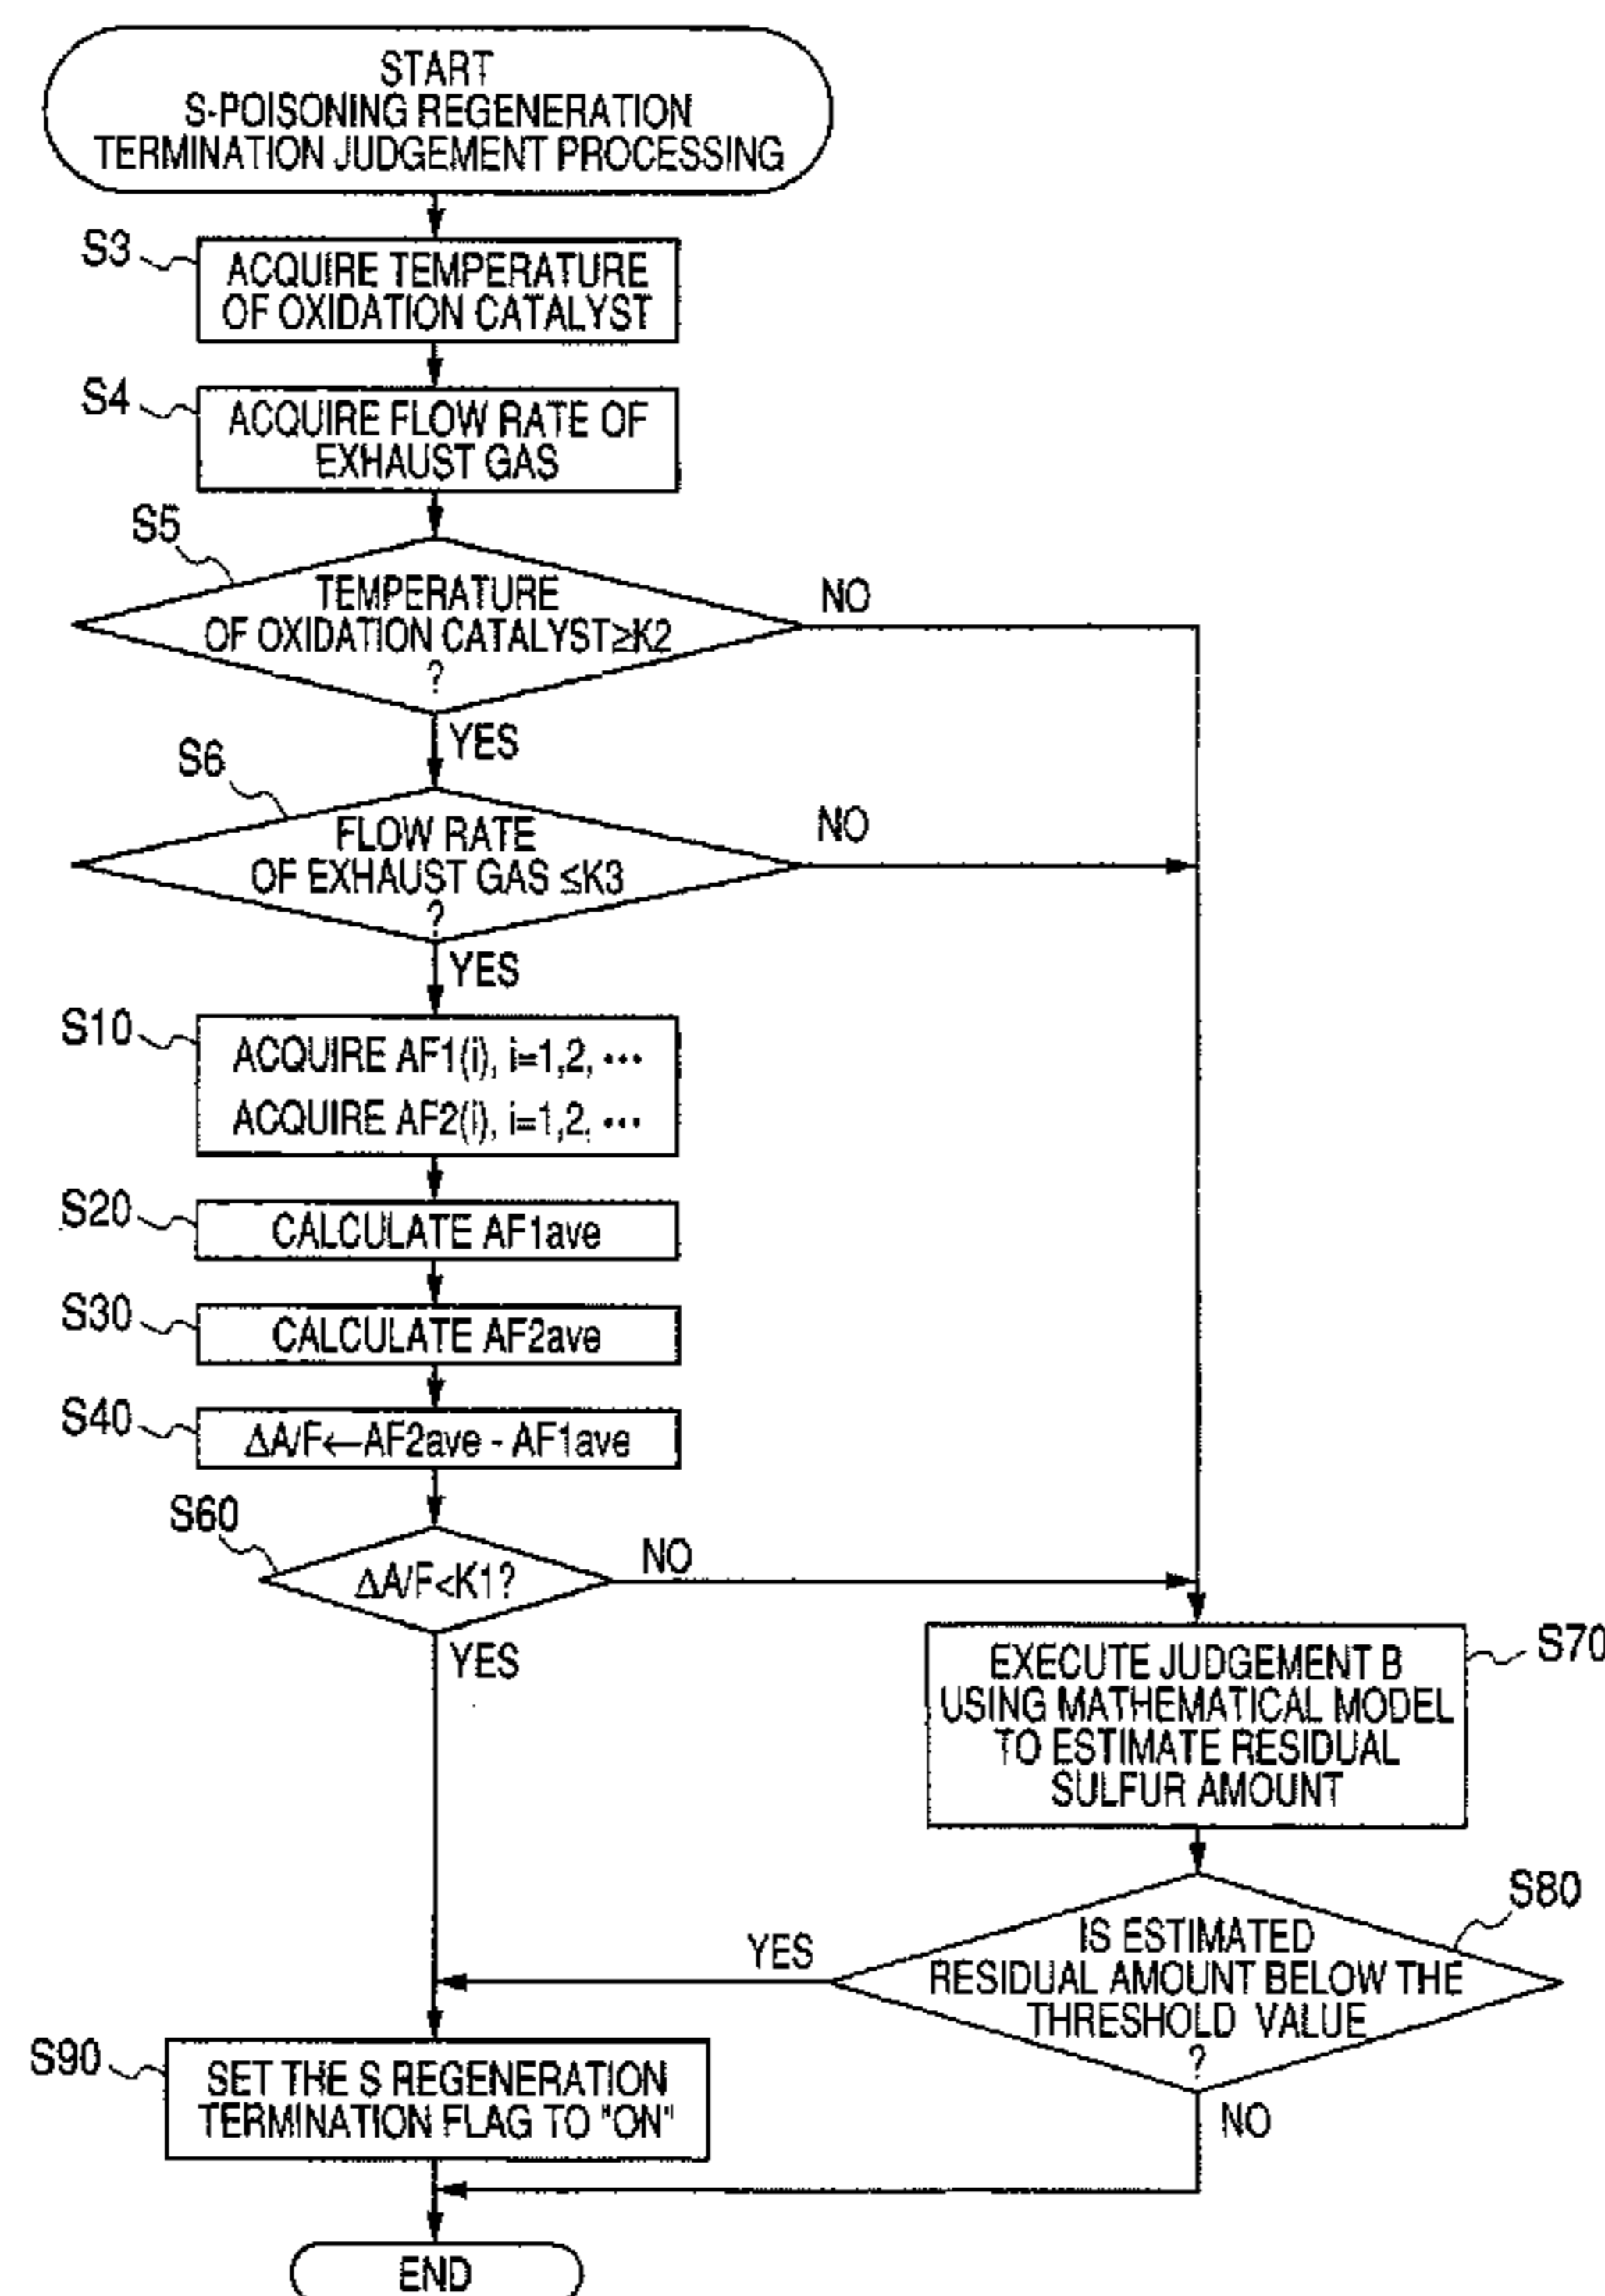 START
S-POISONING REGENERATION
TERMINATION JUDGEMENT PROCESSING
S3
ACQUIRE TEMPERATURE
OF OXIDATION CATALYST
S4
ACQUIRE FLOW RATE OF
EXHAUST GAS
S5
TEMPERATURE
OF OXIDATION CATALYST≥K2
?
NO
YES
S6
FLOW RATE
OF EXHAUST GAS ≤K3
?
NO
YES
S10
ACQUIRE AF1(i), i=1,2, •••
ACQUIRE AF2(i), i=1,2, •••
S20
CALCULATE AF1ave
S30
CALCULATE AF2ave
S40
ΔA/F←AF2ave - AF1ave
S60
ΔA/F<K1?
NO
YES
S70
EXECUTE JUDGEMENT B
USING MATHEMATICAL MODEL
TO ESTIMATE RESIDUAL
SULFUR AMOUNT
S80
IS ESTIMATED
RESIDUAL AMOUNT BELOW THE
THRESHOLD VALUE
?
YES
NO
S90
SET THE S REGENERATION
TERMINATION FLAG TO "ON"
END